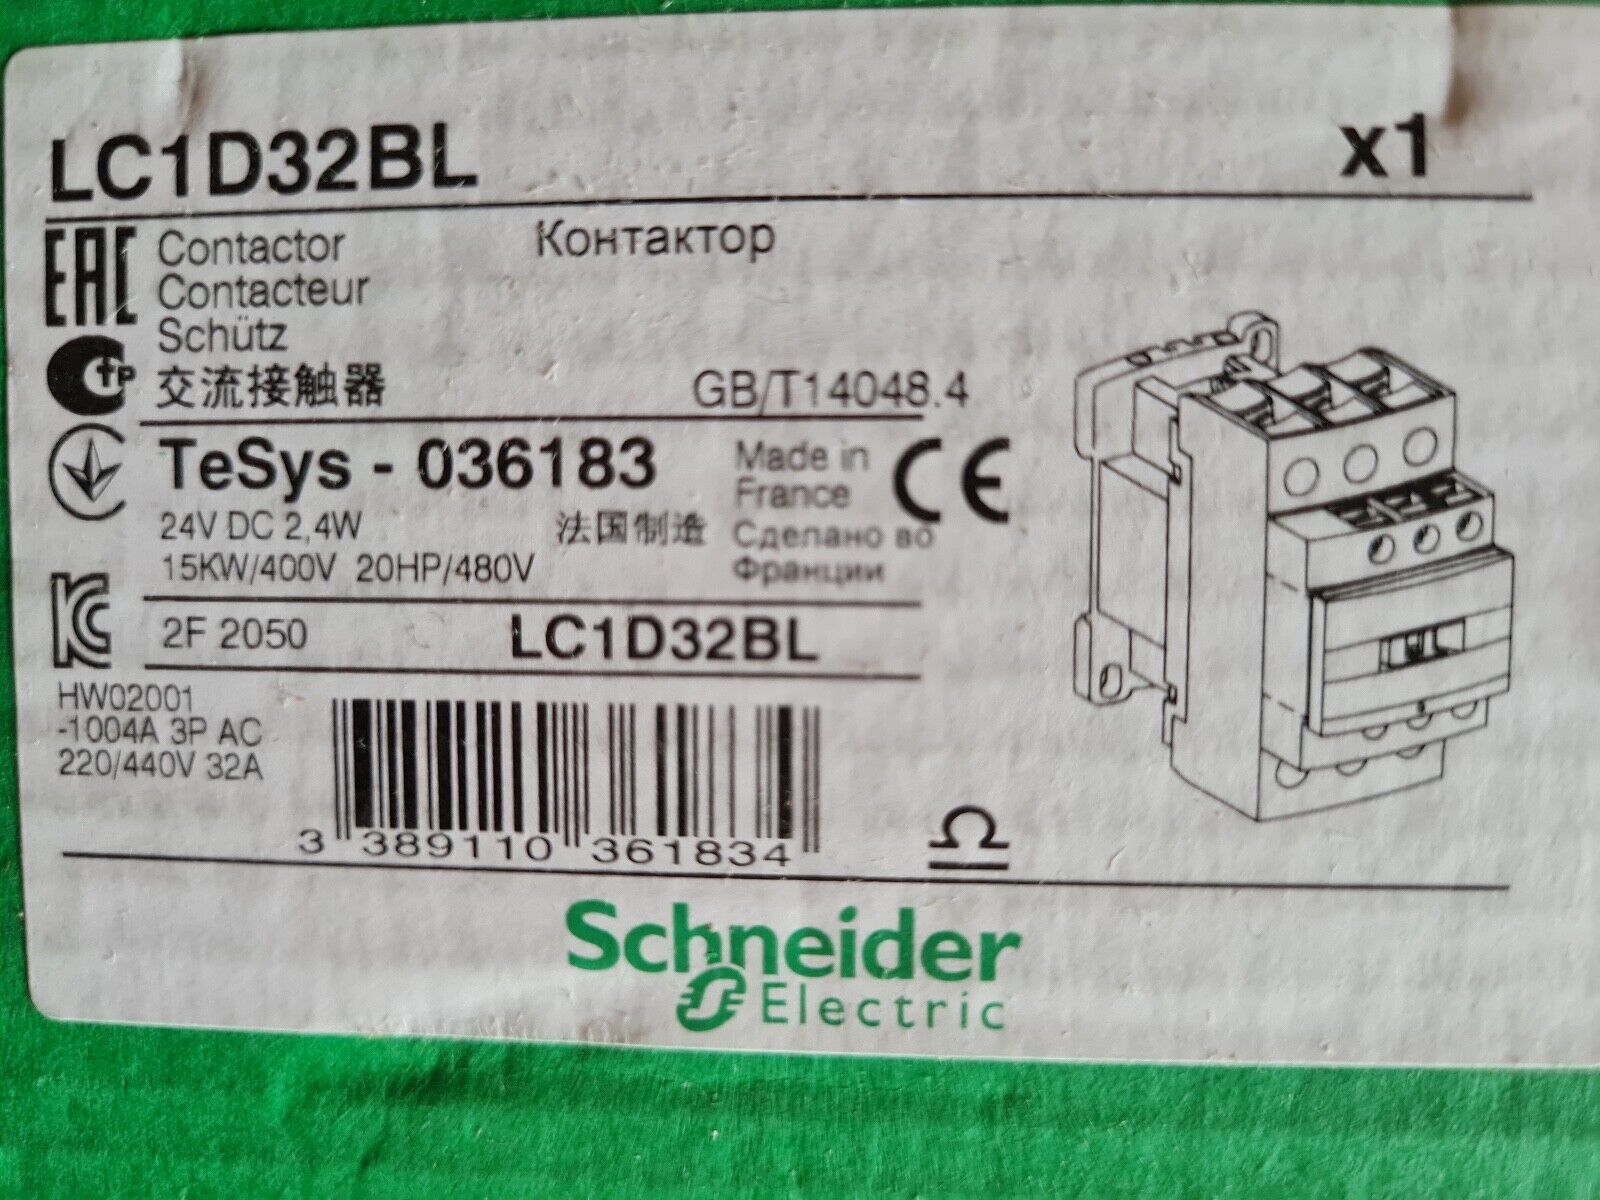 LC1D32BL x1
EAC Contactor Контактор
Contacteur
Schütz
交流接触器 GB/T14048.4
TeSys - 036183 Made in France CE
24V DC 2,4W 法国制造 Сделано во Франции
15KW/400V 20HP/480V
2F 2050 LC1D32BL
HW02001
-1004A 3P AC
220/440V 32A
3 389110 361834
Schneider
Electric